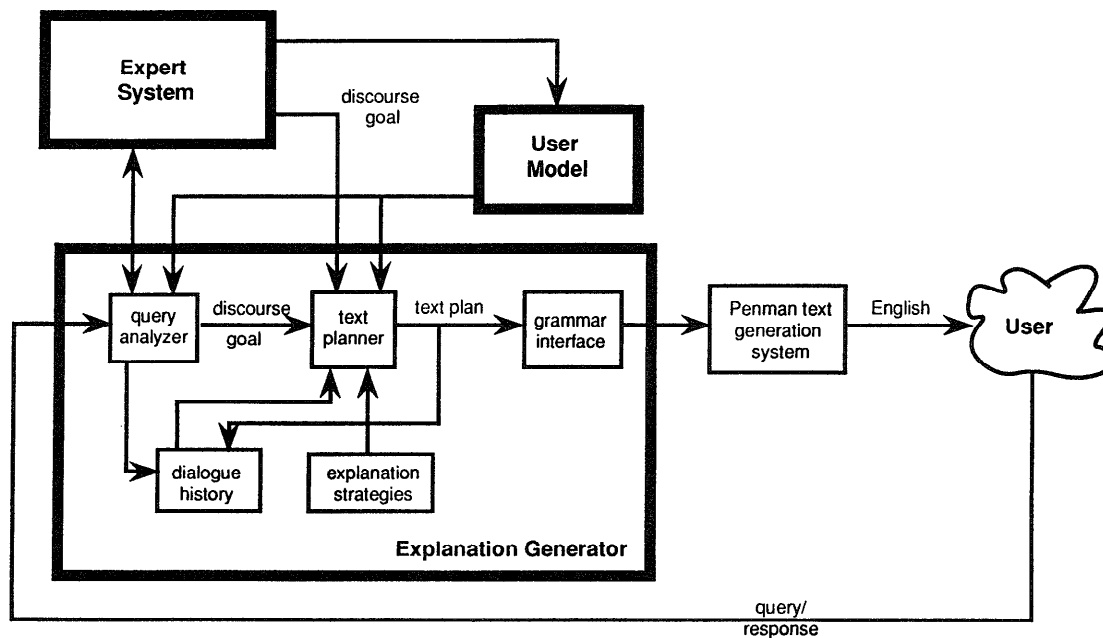 Expert
System
discourse
goal
User
Model
query
analyzer
discourse
goal
text
planner
text plan
grammar
interface
Penman text
generation
system
English
User
dialogue
history
explanation
strategies
Explanation Generator
query/
response